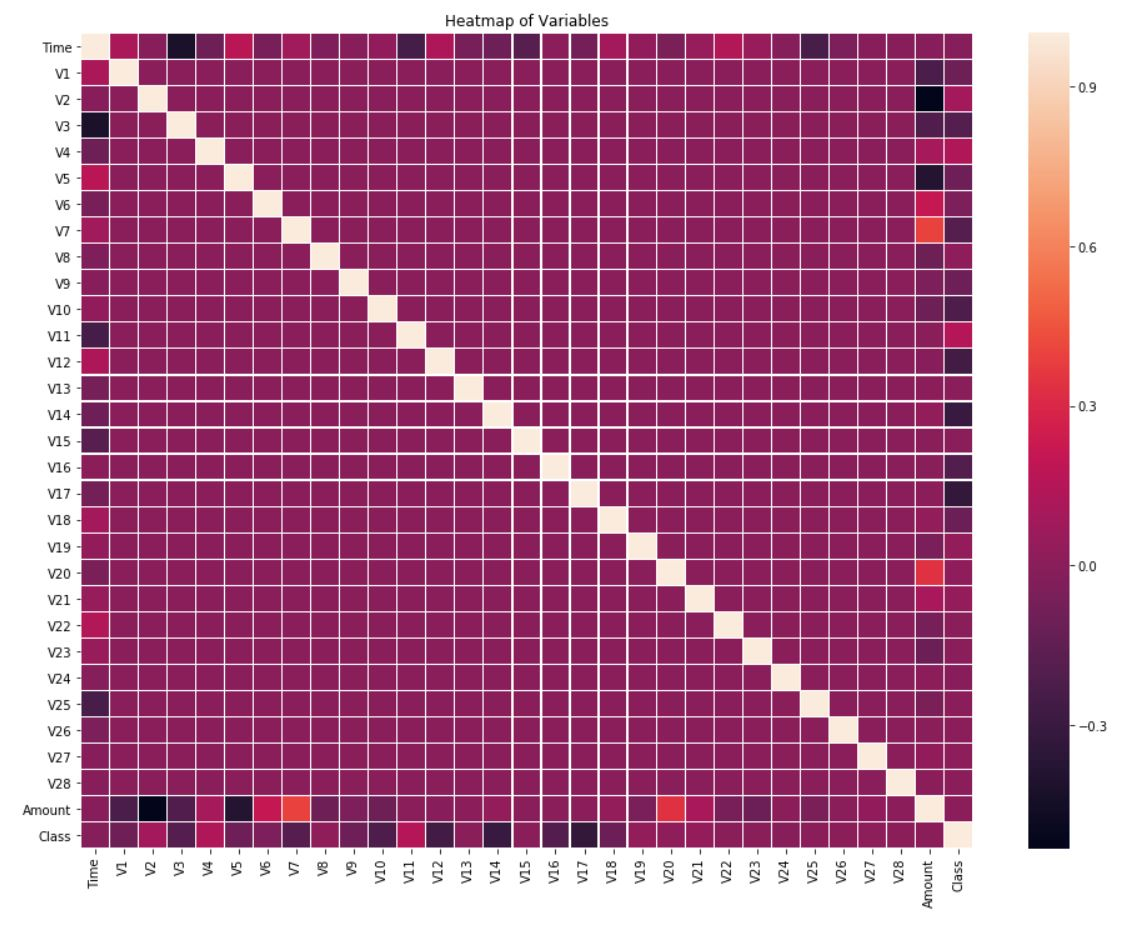 Heatmap of Variables
Time
V1
V2
V3
V4
V5
V6
V7
V8
V9
V10
V11
V12
V13
V14
V15
V16
V17
V18
V19
V20
V21
V22
V23
V24
V25
V26
V27
V28
Amount
Class
Time V1 V2 V3 V4 V5 V6 V7 V8 V9 V10 V11 V12 V13 V14 V15 V16 V17 V18 V19 V20 V21 V22 V23 V24 V25 V26 V27 V28 Amount Class
0.9
0.6
0.3
0.0
−0.3